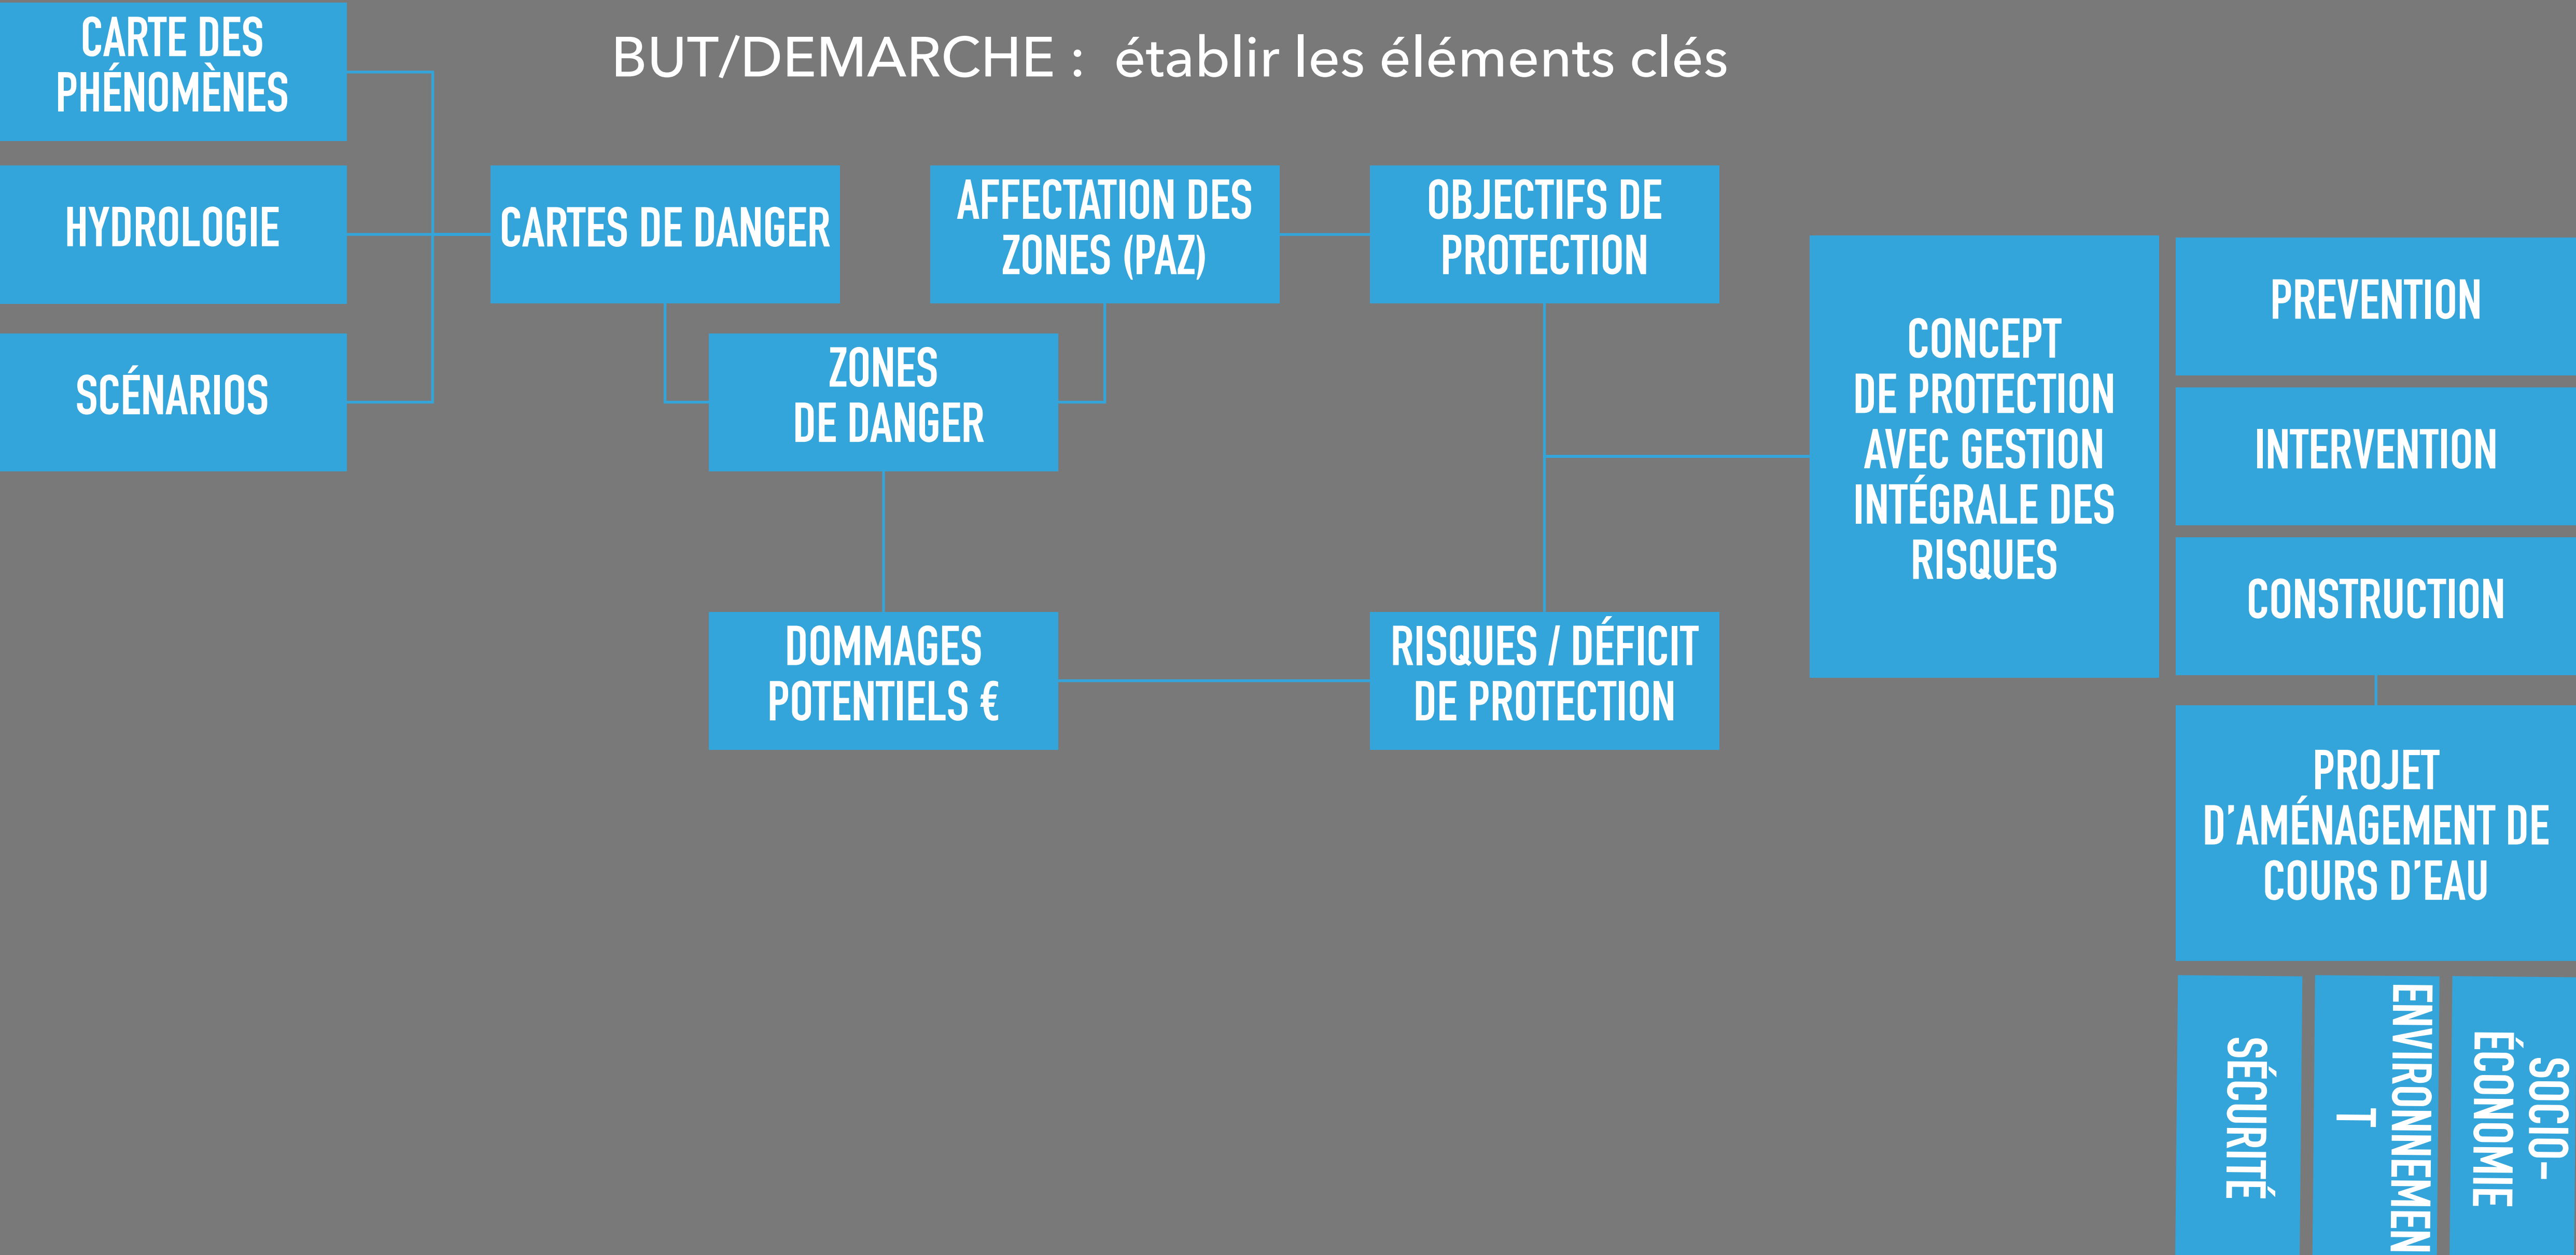 BUT/DEMARCHE :  établir les éléments clés
CARTE DES
PHÉNOMÈNES
HYDROLOGIE
SCÉNARIOS
CARTES DE DANGER
AFFECTATION DES
ZONES (PAZ)
OBJECTIFS DE
PROTECTION
ZONES
DE DANGER
DOMMAGES
POTENTIELS €
RISQUES / DÉFICIT
DE PROTECTION
CONCEPT
DE PROTECTION
AVEC GESTION
INTÉGRALE DES
RISQUES
PREVENTION
INTERVENTION
CONSTRUCTION
PROJET
D’AMÉNAGEMENT DE
COURS D’EAU
SÉCURITÉ
ENVIRONNEMEN
T
SOCIO-
ÉCONOMIE